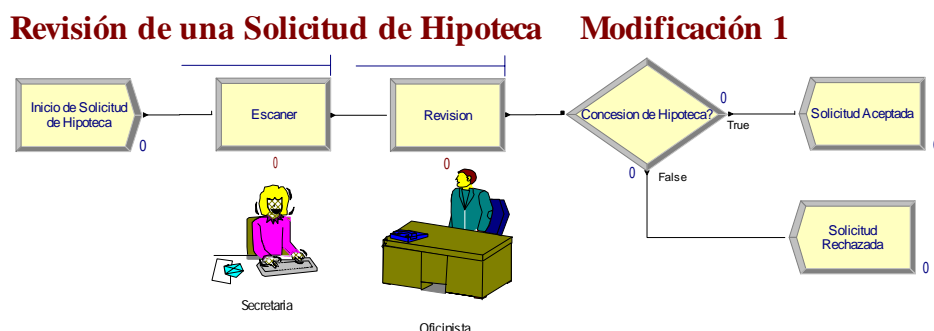 Revisión de una Solicitud de Hipoteca Modificación 1
Inicio de Solicitud
de Hipoteca
0
Escaner
0
Revision
0
Concesion de Hipoteca?
0
True
0
False
Solicitud Aceptada
Solicitud
Rechazada
0
Secretaria
Oficinista